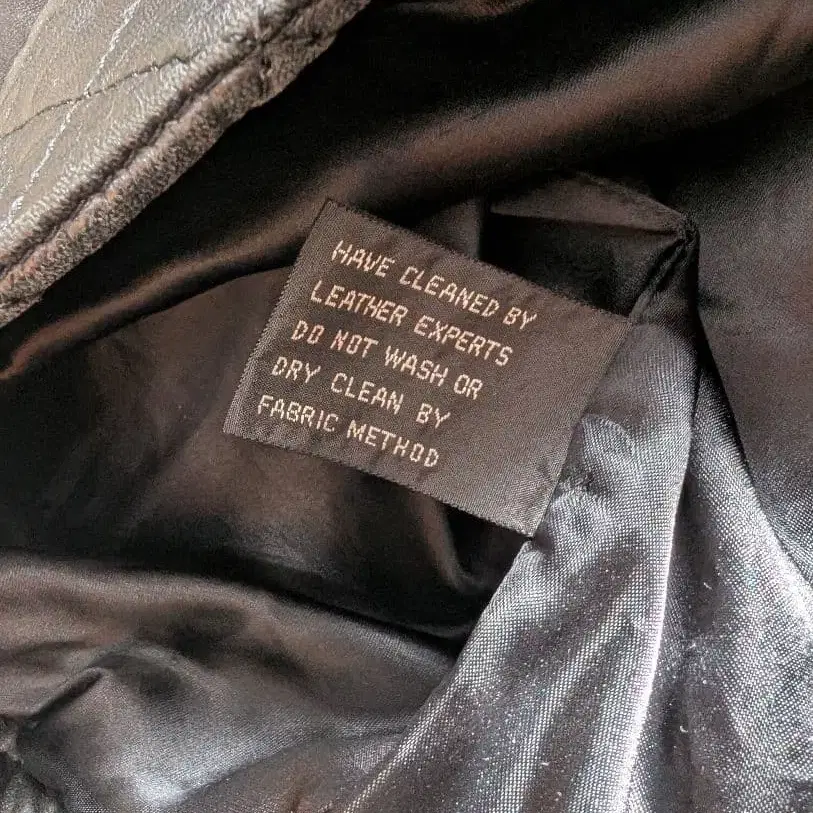 HAVE CLEANED BY
LEATHER EXPERTS
DO NOT WASH OR
DRY CLEAN BY
FABRIC METHOD